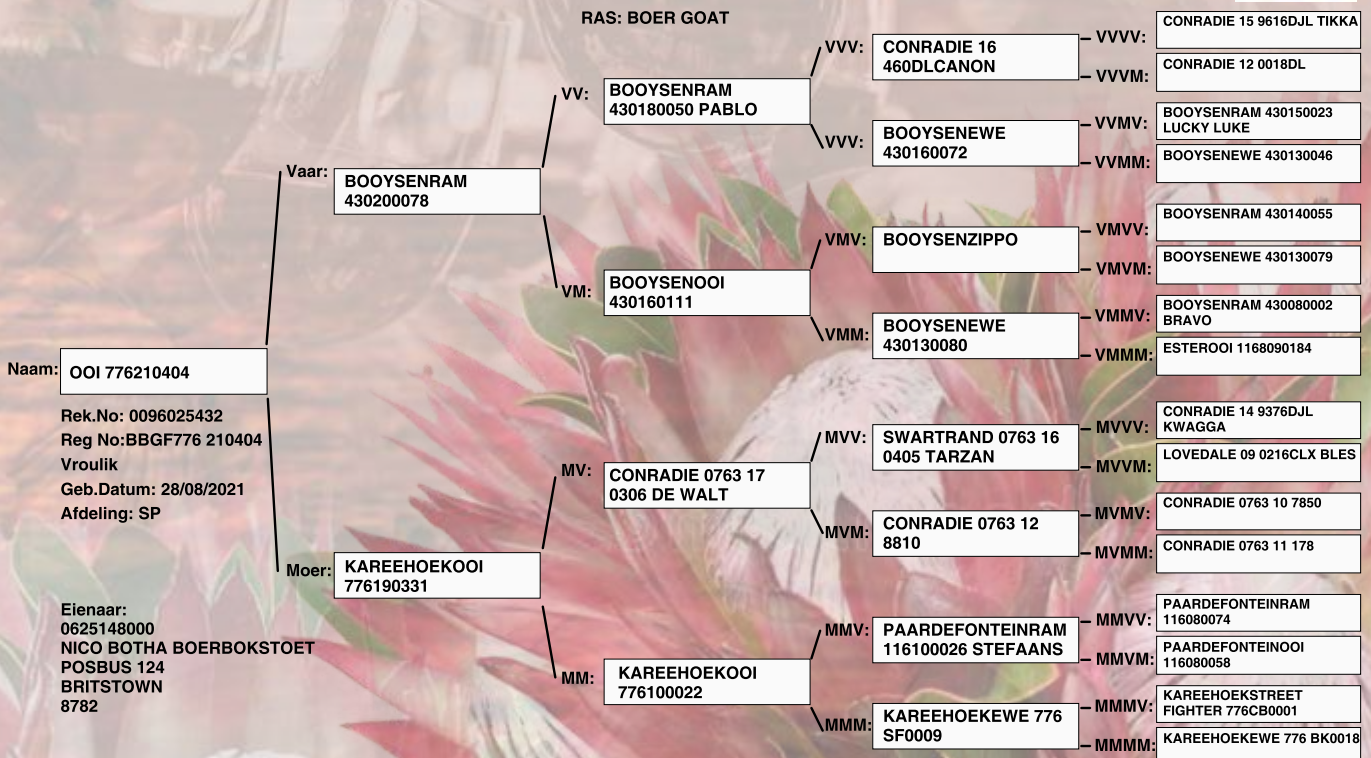 RAS: BOER GOAT
Naam:
OOI 776210404
Rek.No: 0096025432
Reg No:BBGF776 210404
Vroulik
Geb.Datum: 28/08/2021
Afdeling: SP
Eienaar:
0625148000
NICO BOTHA BOERBOKSTOET
POSBUS 124
BRITSTOWN
8782
Vaar:
BOOYSENRAM
430200078
Moer:
KAREEHOEKOOI
776190331
VV:
BOOYSENRAM
430180050 PABLO
VM:
BOOYSENOOI
430160111
MV:
CONRADIE 0763 17
0306 DE WALT
MM:
KAREEHOEKOOI
776100022
VVV:
CONRADIE 16
460DLCANON
VVV:
BOOYSENEWE
430160072
VMV:
BOOYSENZIPPO
VMM:
BOOYSENEWE
430130080
MVV:
SWARTRAND 0763 16
0405 TARZAN
MVM:
CONRADIE 0763 12
8810
MMV:
PAARDEFONTEINRAM
116100026 STEFAANS
MMM:
KAREEHOEKEWE 776
SF0009
VVVV:
CONRADIE 15 9616DJL TIKKA
VVVM:
CONRADIE 12 0018DL
VVMV:
BOOYSENRAM 430150023
LUCKY LUKE
VVMM:
BOOYSENEWE 430130046
VMVV:
BOOYSENRAM 430140055
VMVM:
BOOYSENEWE 430130079
VMMV:
BOOYSENRAM 430080002
BRAVO
VMMM:
ESTEROOI 1168090184
MVVV:
CONRADIE 14 9376DJL
KWAGGA
MVVM:
LOVEDALE 09 0216CLX BLES
MVMV:
CONRADIE 0763 10 7850
MVMM:
CONRADIE 0763 11 178
MMVV:
PAARDEFONTEINRAM
116080074
MMVM:
PAARDEFONTEINOOI
116080058
MMMV:
KAREEHOEKSTREET
FIGHTER 776CB0001
MMMM:
KAREEHOEKEWE 776 BK0018